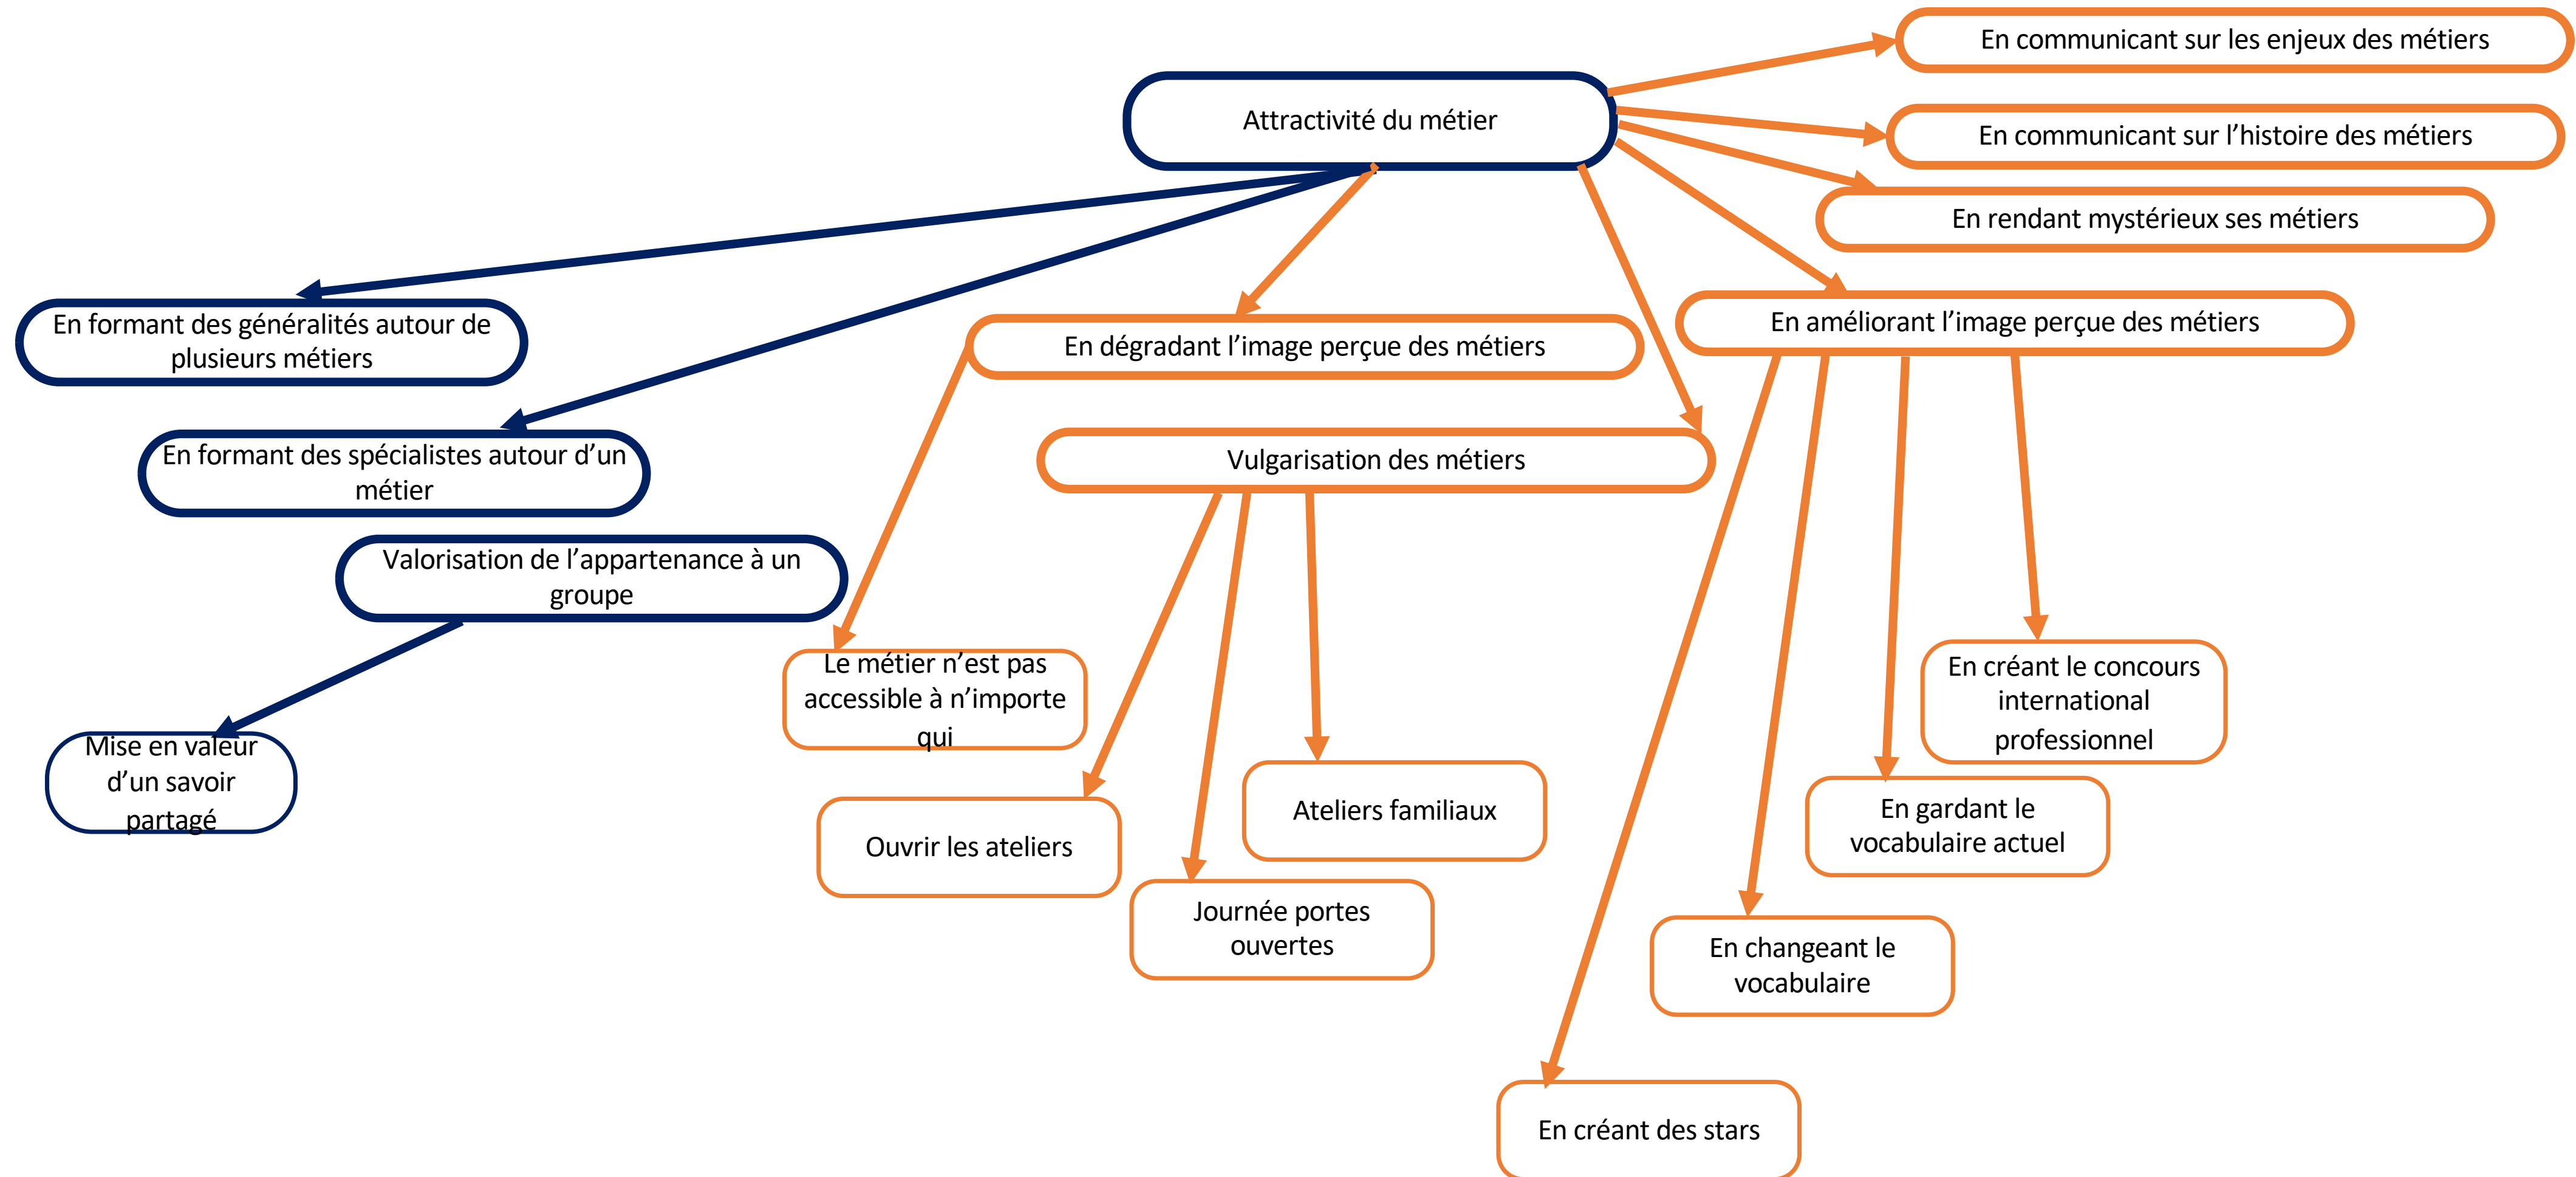 En communicant sur les enjeux des métiers
Attractivité du métier
En communicant sur l’histoire des métiers
En rendant mystérieux ses métiers
En formant des généralités autour de
plusieurs métiers
En dégradant l’image perçue des métiers
En améliorant l’image perçue des métiers
En formant des spécialistes autour d’un
métier
Vulgarisation des métiers
Valorisation de l’appartenance à un
groupe
Le métier n’est pas
accessible à n’importe
qui
En créant le concours
international
professionnel
Mise en valeur
d’un savoir
partagé
Ouvrir les ateliers
Ateliers familiaux
En gardant le
vocabulaire actuel
Journée portes
ouvertes
En changeant le
vocabulaire
En créant des stars